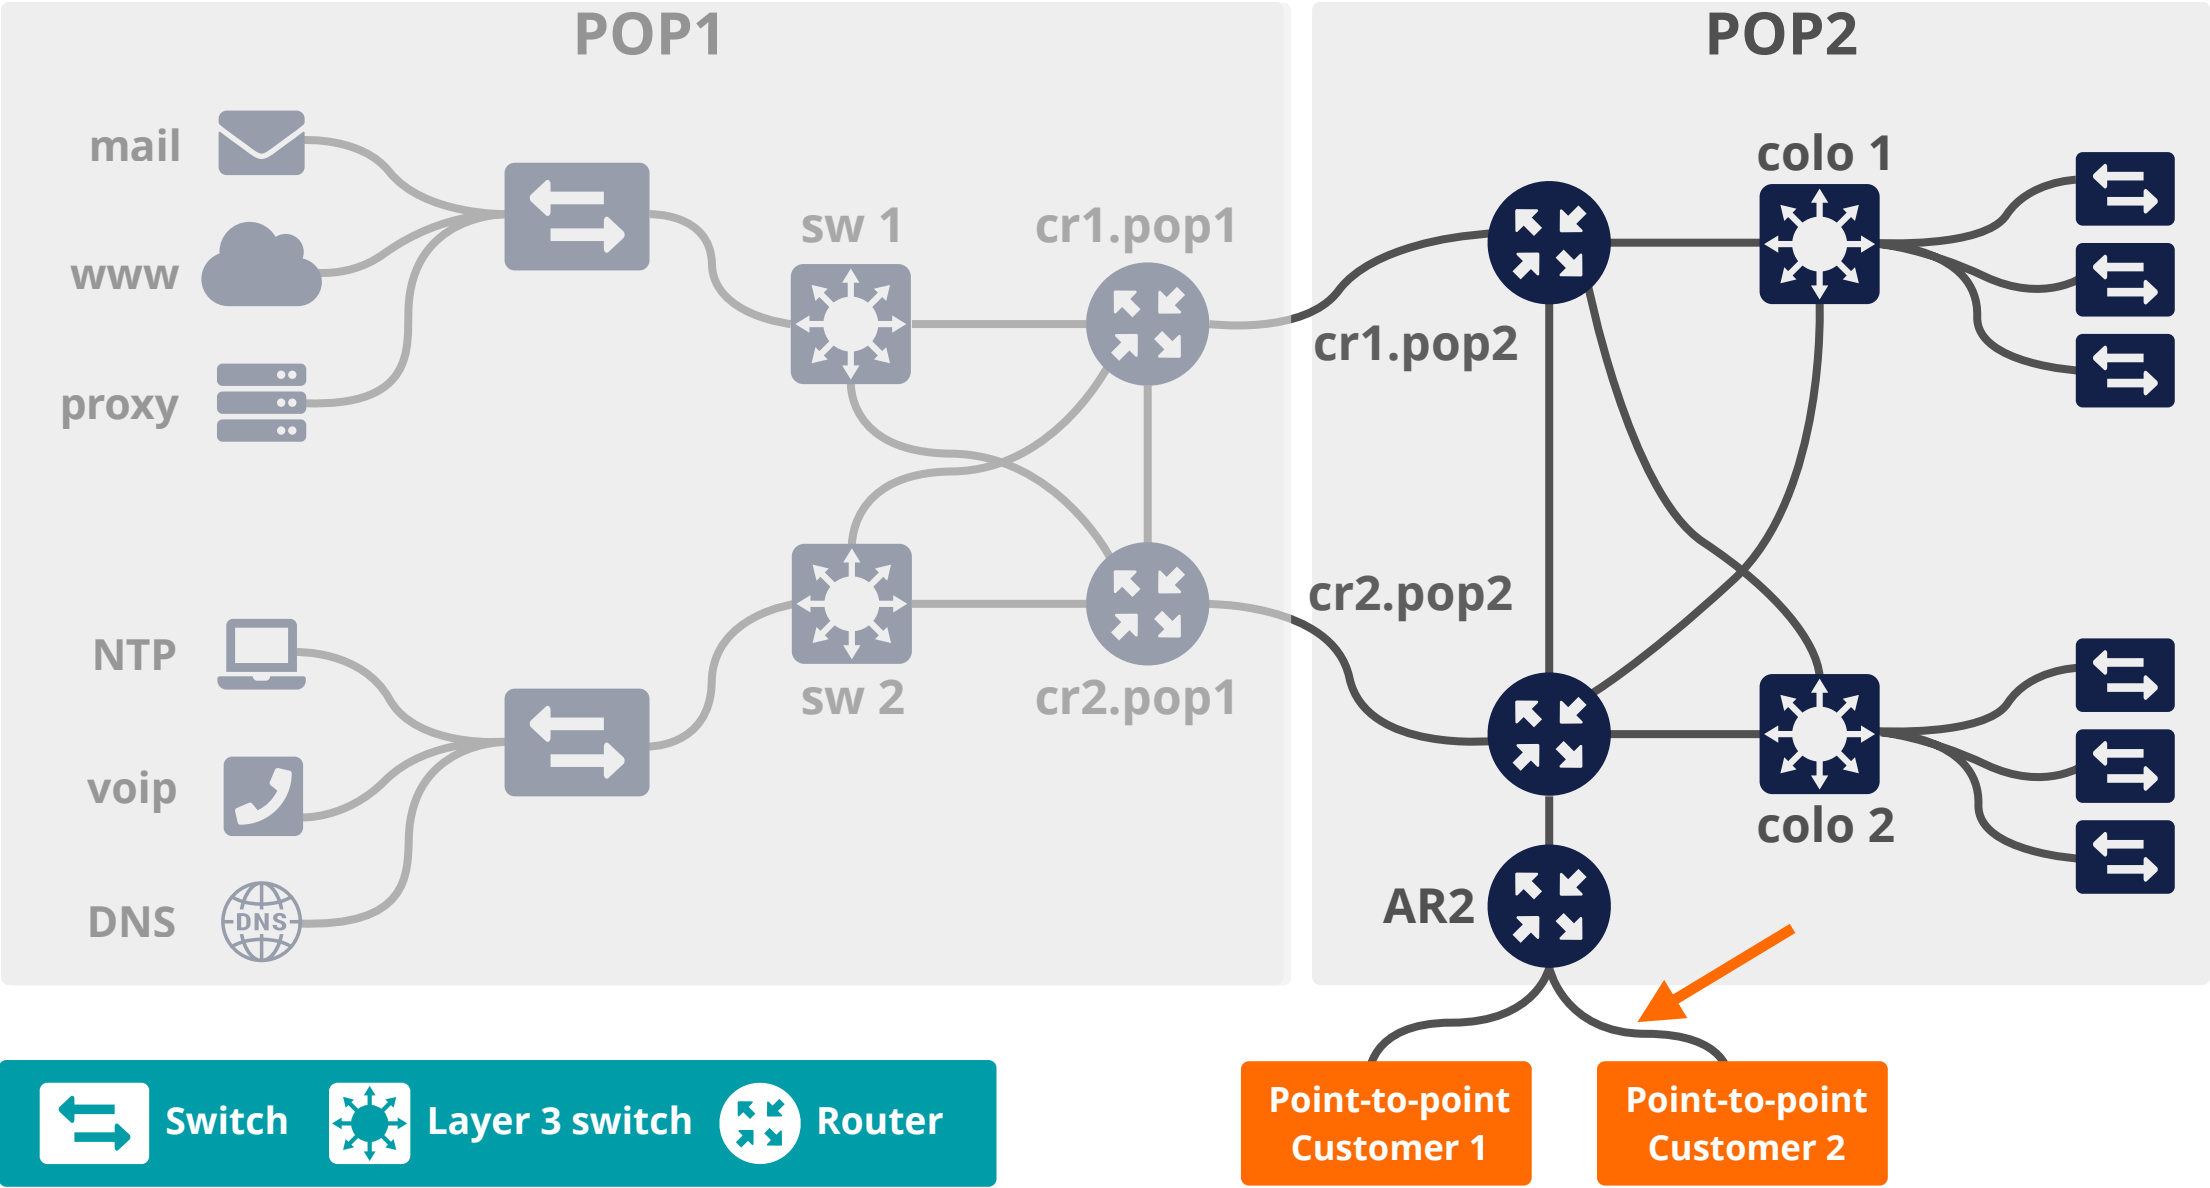 POP1
POP2
mail
www
proxy
NTP
voip
DNS
DNS
sw 1
cr1.pop1
sw 2
cr2.pop1
cr1.pop2
cr2.pop2
colo 1
colo 2
AR2
Switch
Layer 3 switch
Router
Point-to-point
Customer 1
Point-to-point
Customer 2